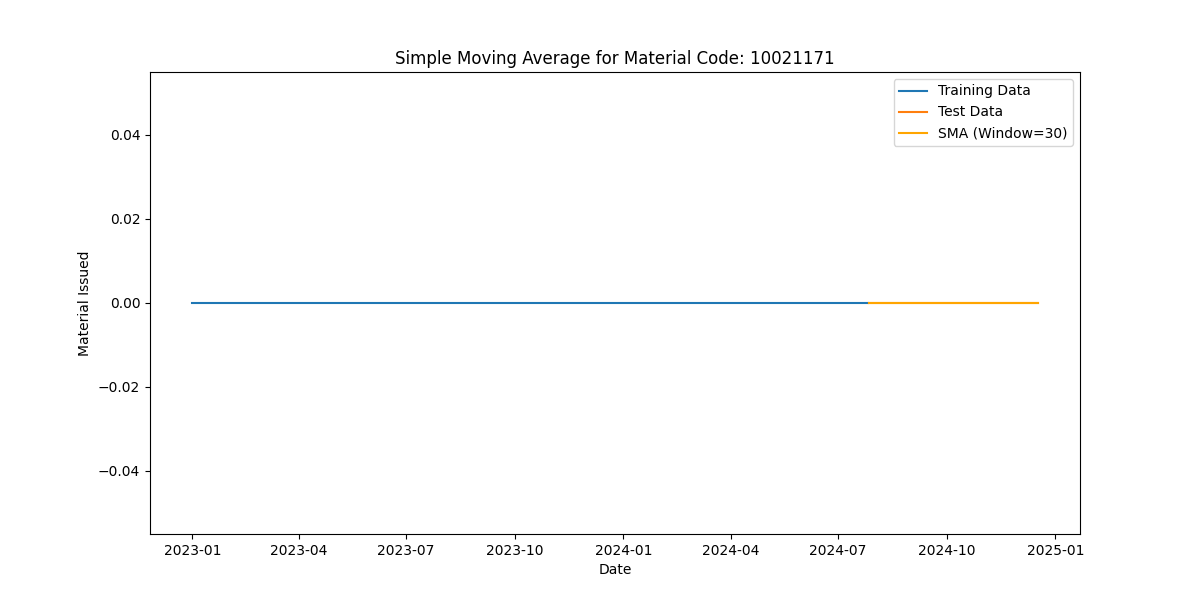 Simple Moving Average for Material Code: 10021171
Training Data
Test Data
SMA (Window=30)
Material Issued
0.04
0.02
0.00
−0.02
−0.04
2023-01 2023-04 2023-07 2023-10 2024-01 2024-04 2024-07 2024-10 2025-01
Date